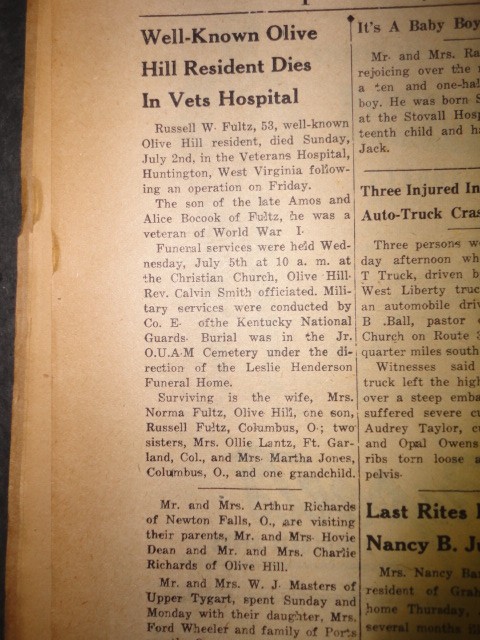 Well-Known Olive
Hill Resident Dies
In Vets Hospital
Russell W. Fultz, 53, well-known
Olive Hill resident, died Sunday,
July 2nd, in the Veterans Hospital,
Huntington, West Virginia follow-
ing an operation on Friday.
The son of the late Amos and
Alice Bocook of Fultz, he was a
veteran of World War I.
Funeral services were held Wed-
nesday, July 5th at 10 a. m. at
the Christian Church, Olive Hill.
Rev. Calvin Smith officiated. Mili-
tary services were conducted by
Co. E. ofthe Kentucky National
Guards. Burial was in the Jr.
O.U.A.M Cemetery under the di-
rection of the Leslie Henderson
Funeral Home.
Surviving is the wife, Mrs.
Norma Fultz, Olive Hill, one son,
Russell Fultz, Columbus, O.; two
sisters, Mrs. Ollie Lantz, Ft. Gar-
land, Col., and Mrs. Martha Jones,
Columbus, O., and one grandchild.
Mr. and Mrs. Arthur Richards
of Newton Falls, O., are visiting
their parents, Mr. and Mrs. Hovie
Dean and Mr. and Mrs. Charlie
Richards of Olive Hill.
Mr. and Mrs. W. J. Masters of
Upper Tygart, spent Sunday and
Monday with their daughter, Mrs.
Ford Wheeler and family of Ports
It's A Baby Boy
Mr. and Mrs. Ra
rejoicing over the
a ten and one-hal
boy. He was born S
at the Stovall Hosp
teenth child and ha
Jack.
Three Injured In
Auto-Truck Cras
Three persons we
day afternoon wh
T Truck, driven b
West Liberty truc
an automobile driv
B .Ball, pastor
Church on Route 3
quarter miles south
Witnesses said
truck left the high
over a steep emba
suffered severe cu
Audrey Taylor, cu
and Opal Owens
ribs torn loose a
pelvis.
Last Rites
Nancy B. Ju
Mrs. Nancy Ba
resident of Grah
home Thursday,
several months